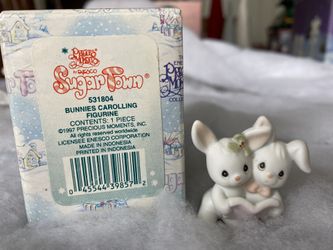 Precious Moments
by ENESCO
Sugar Town
531804
BUNNIES CAROLLING
FIGURINE
CONTENTS: 1 PIECE
©1997 PRECIOUS MOMENTS, INC.
All rights reserved worldwide
LICENSEE ENESCO CORPORATION
MADE IN INDONESIA
PRINTED IN INDONESIA
0 45544 39857 2